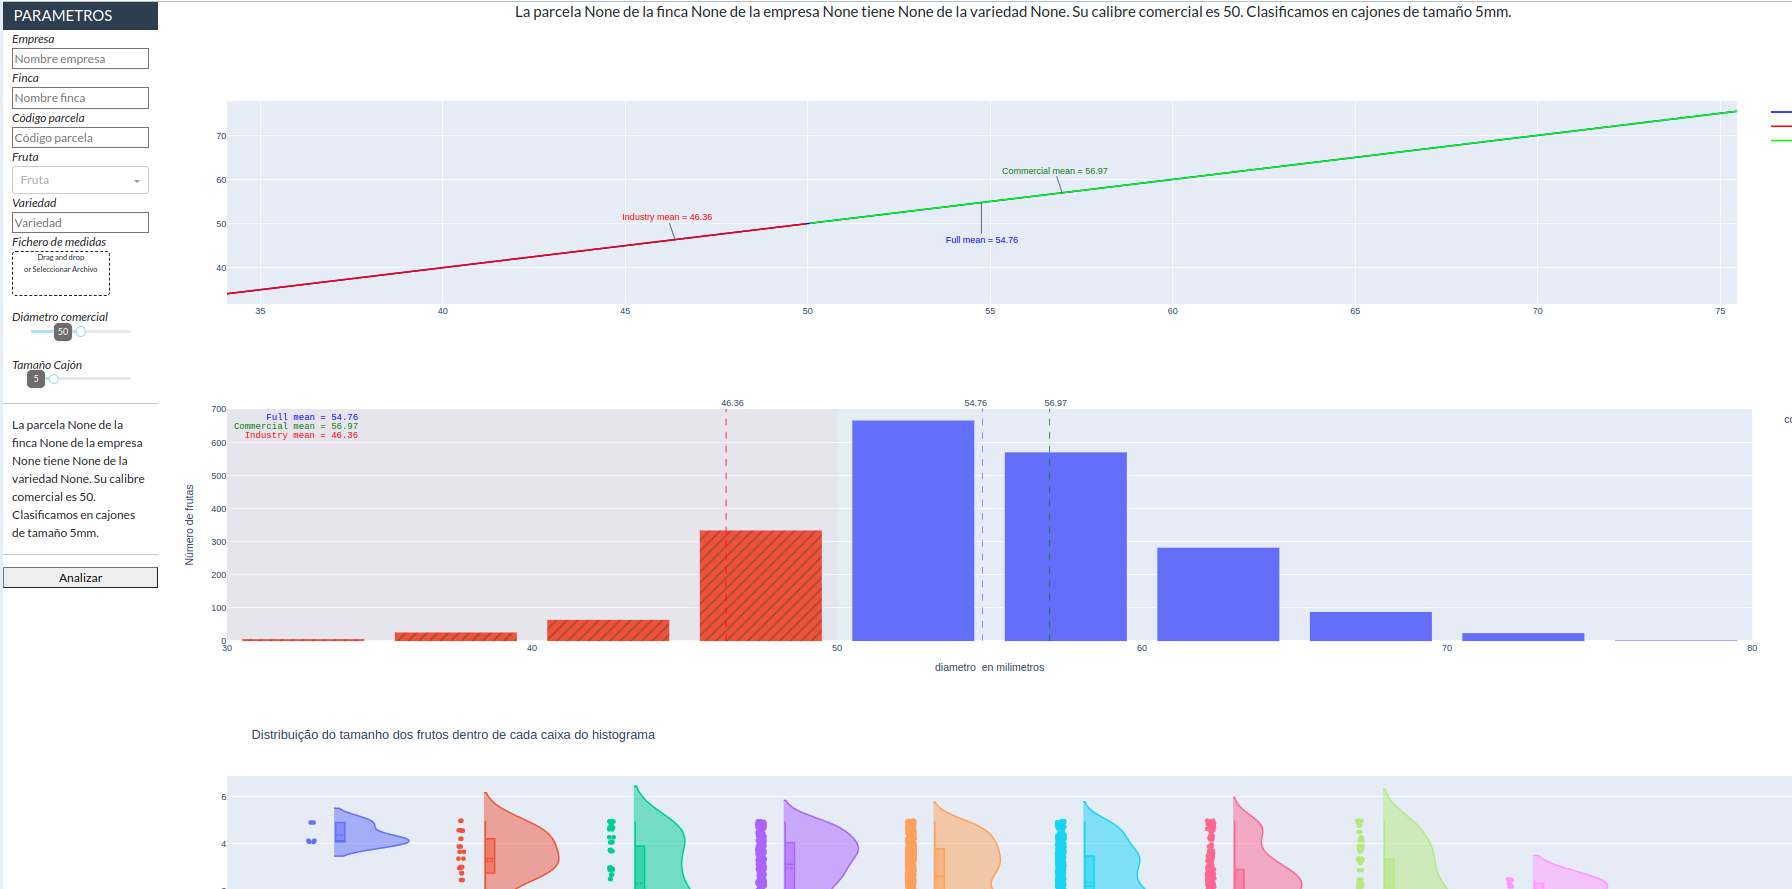 PARAMETROS
Empresa
Nombre empresa
Finca
Nombre finca
Código parcela
Código parcela
Fruta
Fruta
Variedad
Variedad
Fichero de medidas
Drag and drop
or Seleccionar Archivo
Diámetro comercial
50
Tamaño Cajón
5
La parcela None de la
finca None de la empresa
None tiene None de la
variedad None. Su calibre
comercial es 50.
Clasificamos en cajones
de tamaño 5mm.
Analizar
La parcela None de la finca None de la empresa None tiene None de la variedad None. Su calibre comercial es 50. Clasificamos en cajones de tamaño 5mm.
70
60
50
40
Commercial mean = 56.97
Industry mean = 46.36
Full mean = 54.76
35 40 45 50 55 60 65 70 75
46.36 54.76 56.97
Full mean = 54.76
Commercial mean = 56.97
Industry mean = 46.36
Número de frutas
700
600
500
400
300
200
100
0
30 40 50 60 70 80
diametro en milimetros
Distribuição do tamanho dos frutos dentro de cada caixa do histograma
6
4